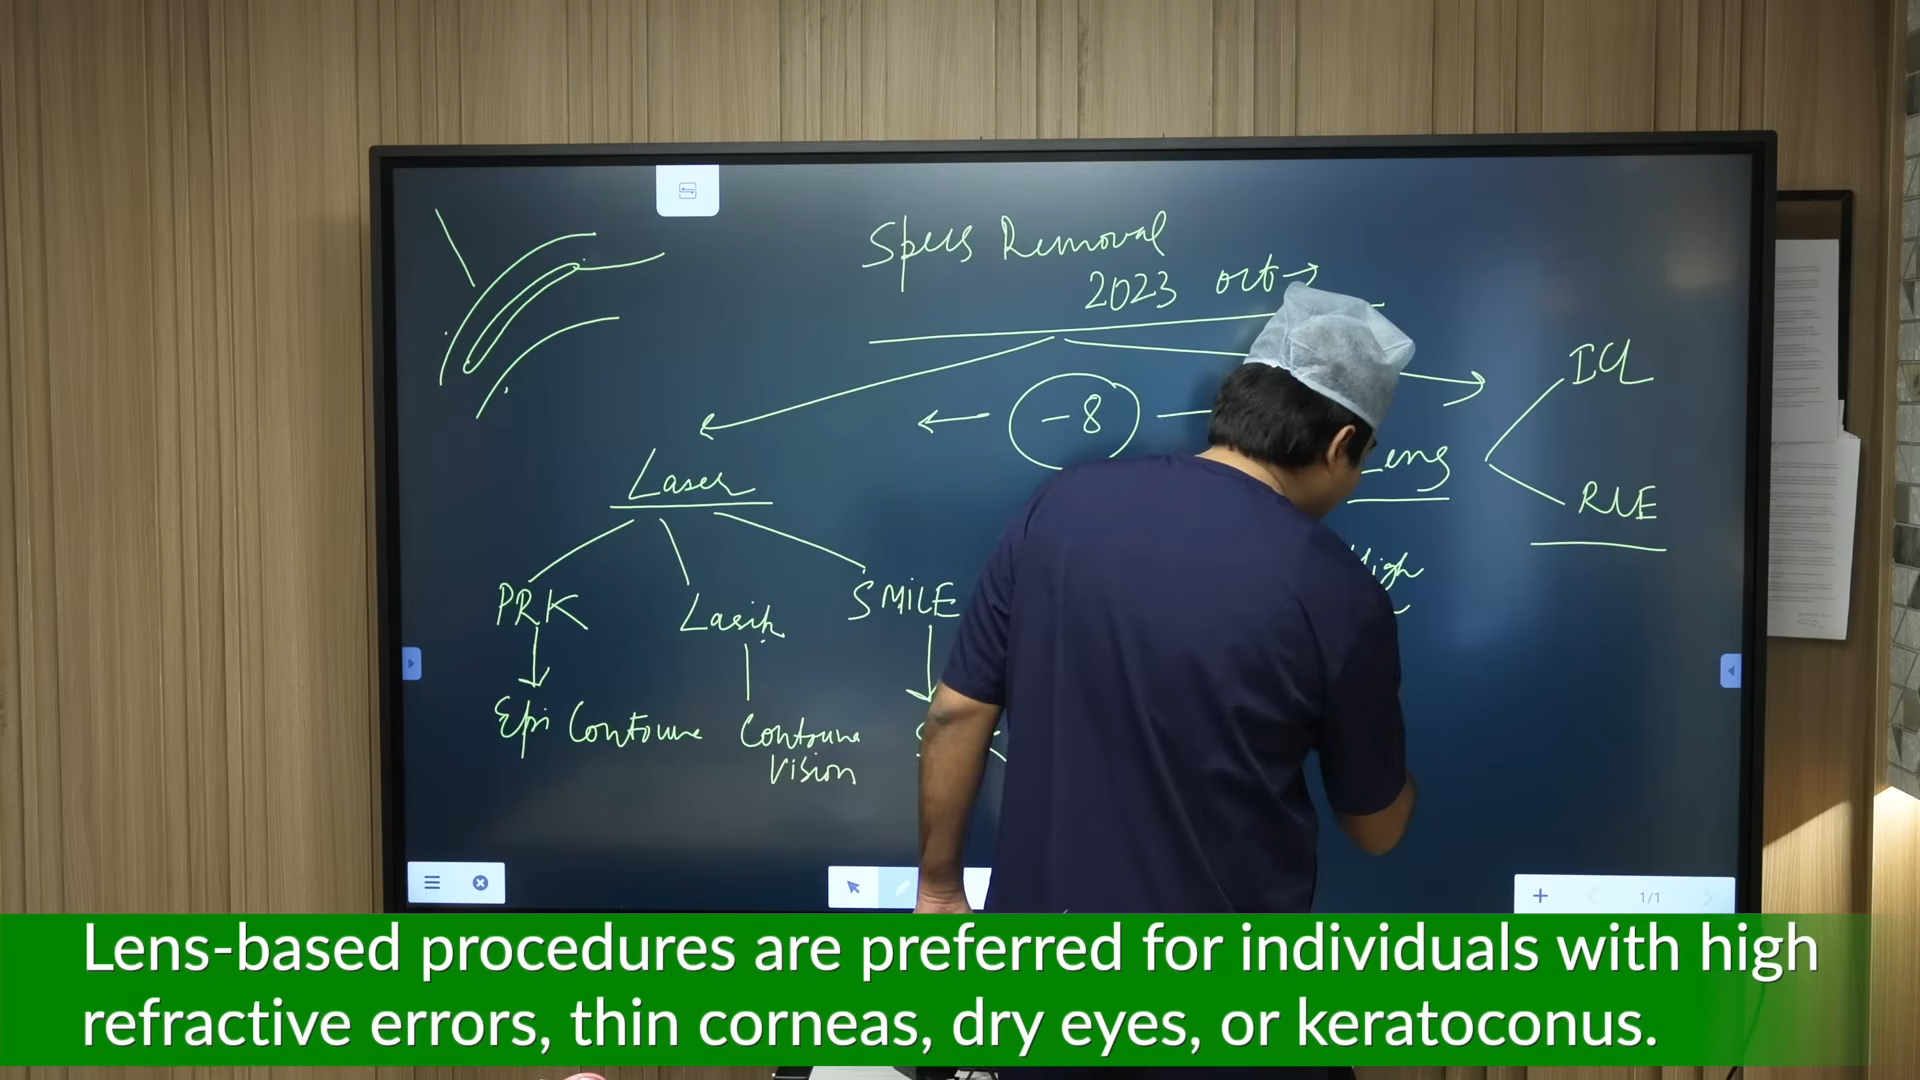 Specs Removal
2023 oct →
-8
ICL
Laser
Lens
RLE
High
PRK
Lasik
SMILE
Epi Contoura
Contoura
Vision
1/1
Lens-based procedures are preferred for individuals with high
refractive errors, thin corneas, dry eyes, or keratoconus.